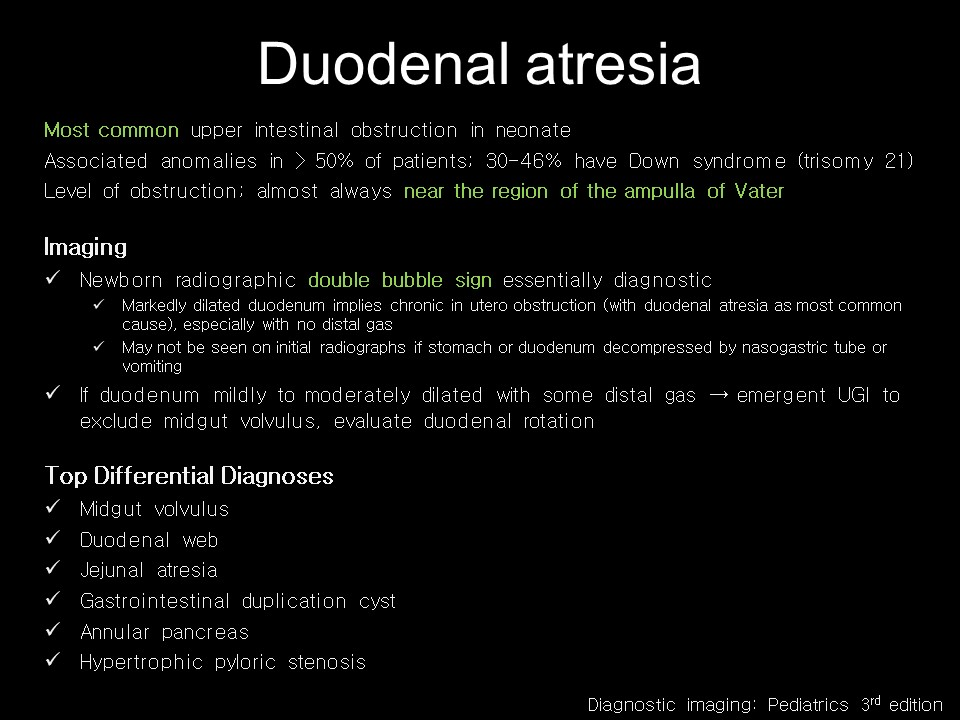 Duodenal atresia
Most common upper intestinal obstruction in neonate
Associated anomalies in > 50% of patients; 30-46% have Down syndrome (trisomy 21)
Level of obstruction; almost always near the region of the ampulla of Vater
Imaging
✓ Newborn radiographic double bubble sign essentially diagnostic
✓ Markedly dilated duodenum implies chronic in utero obstruction (with duodenal atresia as most common
cause), especially with no distal gas
✓ May not be seen on initial radiographs if stomach or duodenum decompressed by nasogastric tube or
vomiting
✓ If duodenum mildly to moderately dilated with some distal gas → emergent UGI to
exclude midgut volvulus, evaluate duodenal rotation
Top Differential Diagnoses
✓ Midgut volvulus
✓ Duodenal web
✓ Jejunal atresia
✓ Gastrointestinal duplication cyst
✓ Annular pancreas
✓ Hypertrophic pyloric stenosis
Diagnostic imaging: Pediatrics 3rd edition